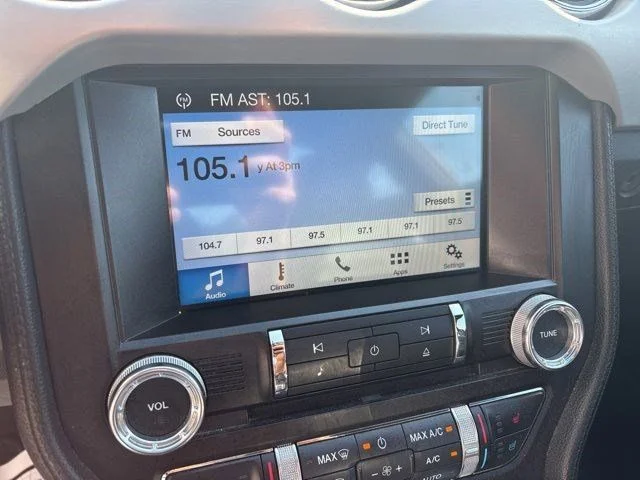 FM AST: 105.1
FM Sources
Direct Tune
105.1 y At 3pm
Presets
104.7 97.1 97.5 97.1 97.1 97.5
Audio Climate Phone Apps Settings
VOL
TUNE
MAX
MAX A/C
A/C
AUTO